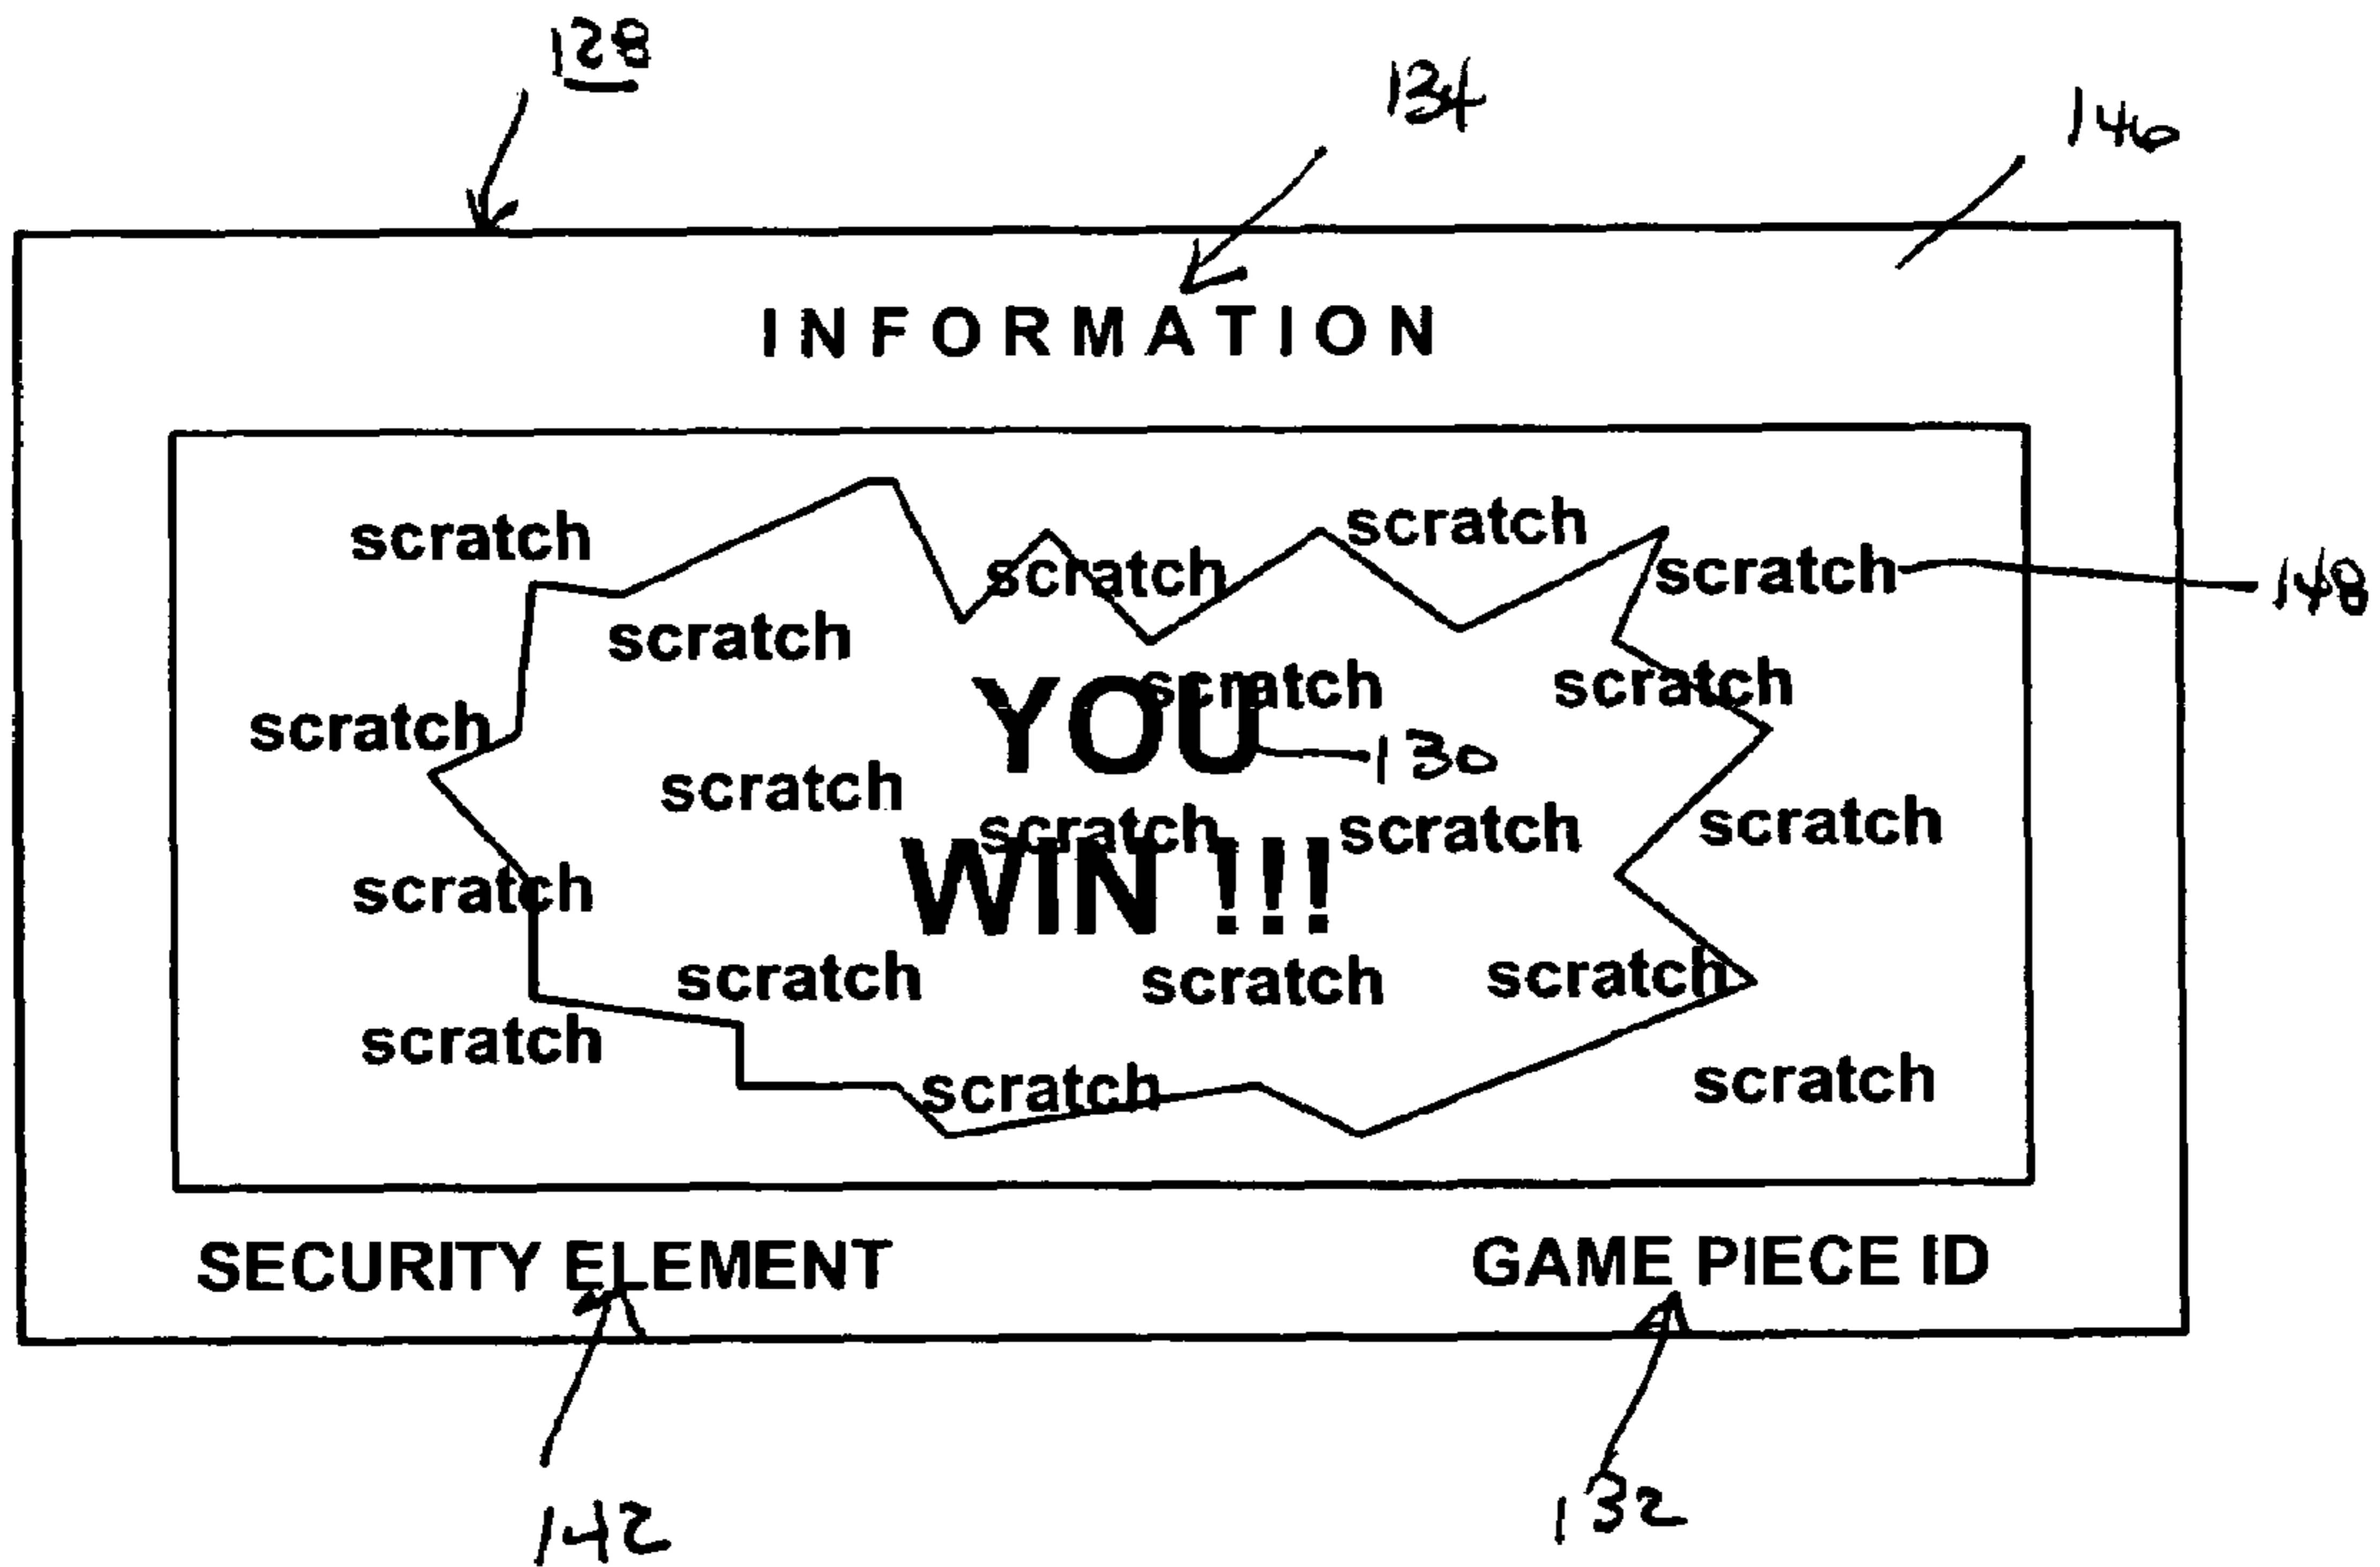 128
134
146
INFORMATION
scratch scratch
scratch scratch 148
scratch
scratch scratch
scratch YOU
130
scratch
scratch scratch scratch
WIN !!!
scratch
scratch scratch scratch
scratch
scratch scratch
SECURITY ELEMENT GAME PIECE ID
142 132